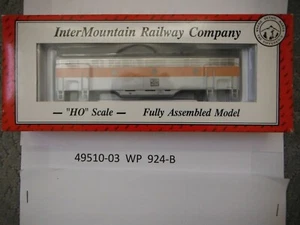 InterMountain Railway Company
— "HO" Scale — Fully Assembled Model —
49510-03 WP 924-B